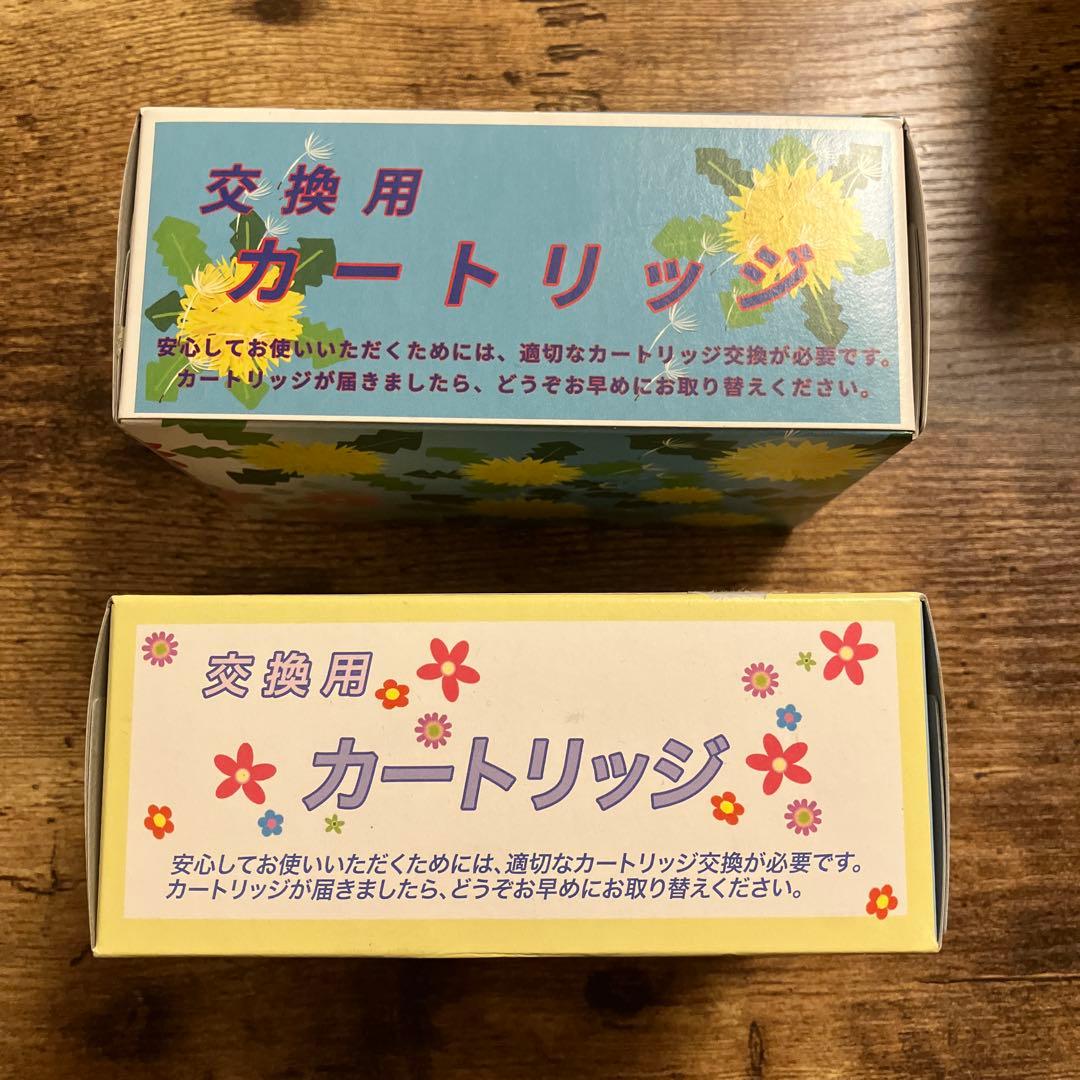 交換用
カートリッジ
安心してお使いいただくためには、適切なカートリッジ交換が必要です。
カートリッジが届きましたら、どうぞお早めにお取り替えください。
交換用
カートリッジ
安心してお使いいただくためには、適切なカートリッジ交換が必要です。
カートリッジが届きましたら、どうぞお早めにお取り替えください。